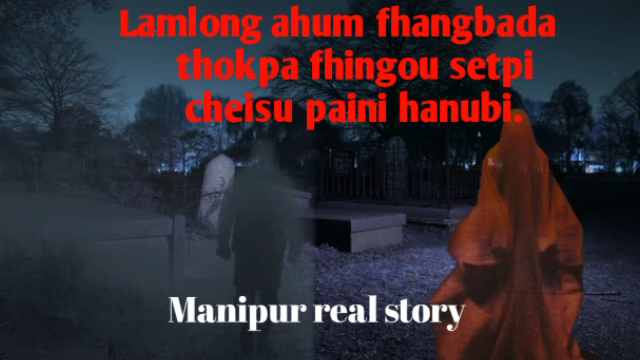 Lamlong ahum fhangbada
thokpa fhingou setpi
cheisu paini hanubi.
Manipur real story